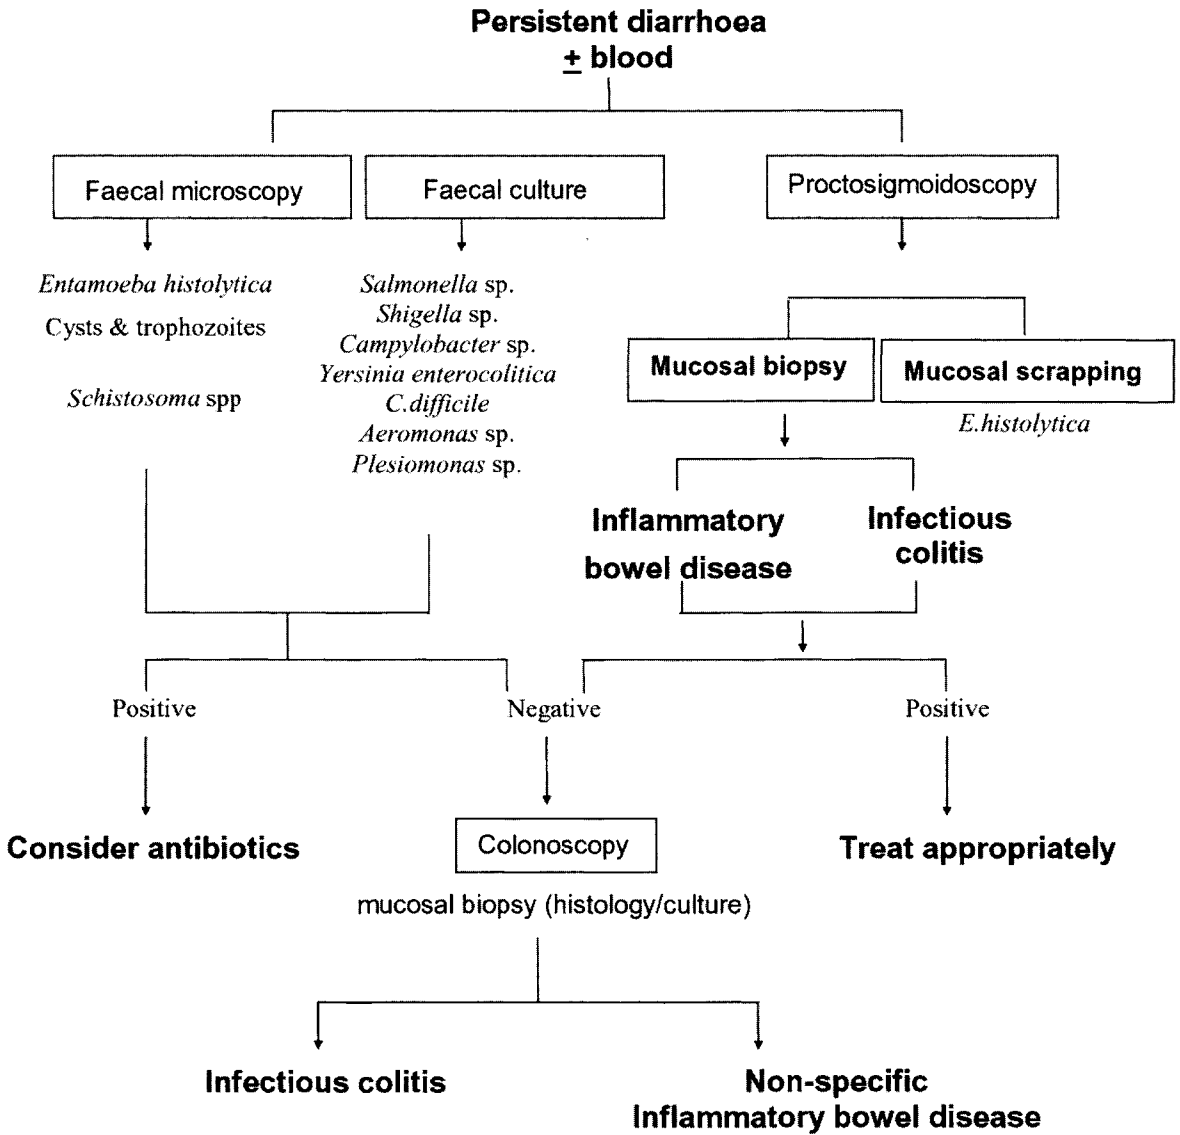 Persistent diarrhoea
± blood
Faecal microscopy
Faecal culture
Proctosigmoidoscopy
Entamoeba histolytica
Cysts & trophozoites
Schistosoma spp
Salmonella sp.
Shigella sp.
Campylobacter sp.
Yersinia enterocolitica
C.difficile
Aeromonas sp.
Plesiomonas sp.
Mucosal biopsy
Mucosal scrapping
E.histolytica
Inflammatory
bowel disease
Infectious
colitis
Positive
Negative
Positive
Consider antibiotics
Colonoscopy
Treat appropriately
mucosal biopsy (histology/culture)
Infectious colitis
Non-specific
Inflammatory bowel disease